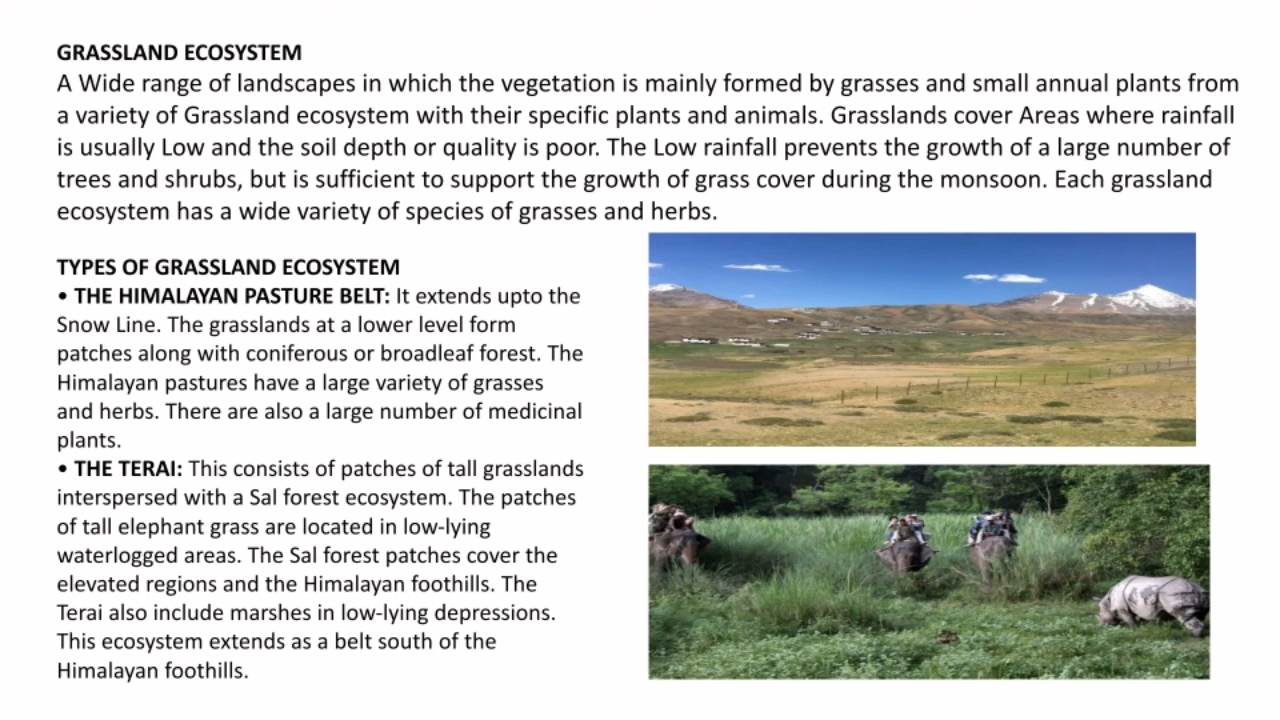 GRASSLAND ECOSYSTEM
A Wide range of landscapes in which the vegetation is mainly formed by grasses and small annual plants from
a variety of Grassland ecosystem with their specific plants and animals. Grasslands cover Areas where rainfall
is usually Low and the soil depth or quality is poor. The Low rainfall prevents the growth of a large number of
trees and shrubs, but is sufficient to support the growth of grass cover during the monsoon. Each grassland
ecosystem has a wide variety of species of grasses and herbs.
TYPES OF GRASSLAND ECOSYSTEM
• THE HIMALAYAN PASTURE BELT: It extends upto the
Snow Line. The grasslands at a lower level form
patches along with coniferous or broadleaf forest. The
Himalayan pastures have a large variety of grasses
and herbs. There are also a large number of medicinal
plants.
• THE TERAI: This consists of patches of tall grasslands
interspersed with a Sal forest ecosystem. The patches
of tall elephant grass are located in low-lying
waterlogged areas. The Sal forest patches cover the
elevated regions and the Himalayan foothills. The
Terai also include marshes in low-lying depressions.
This ecosystem extends as a belt south of the
Himalayan foothills.